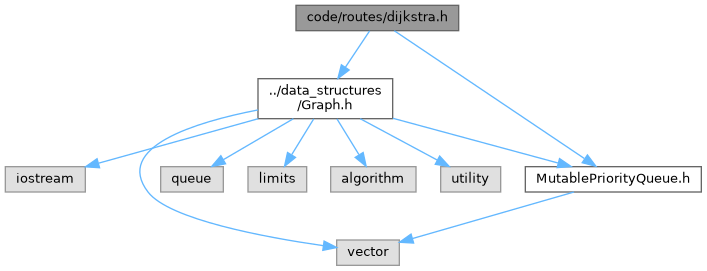 code/routes/dijkstra.h
../data_structures
/Graph.h
iostream
queue
limits
algorithm
utility
MutablePriorityQueue.h
vector